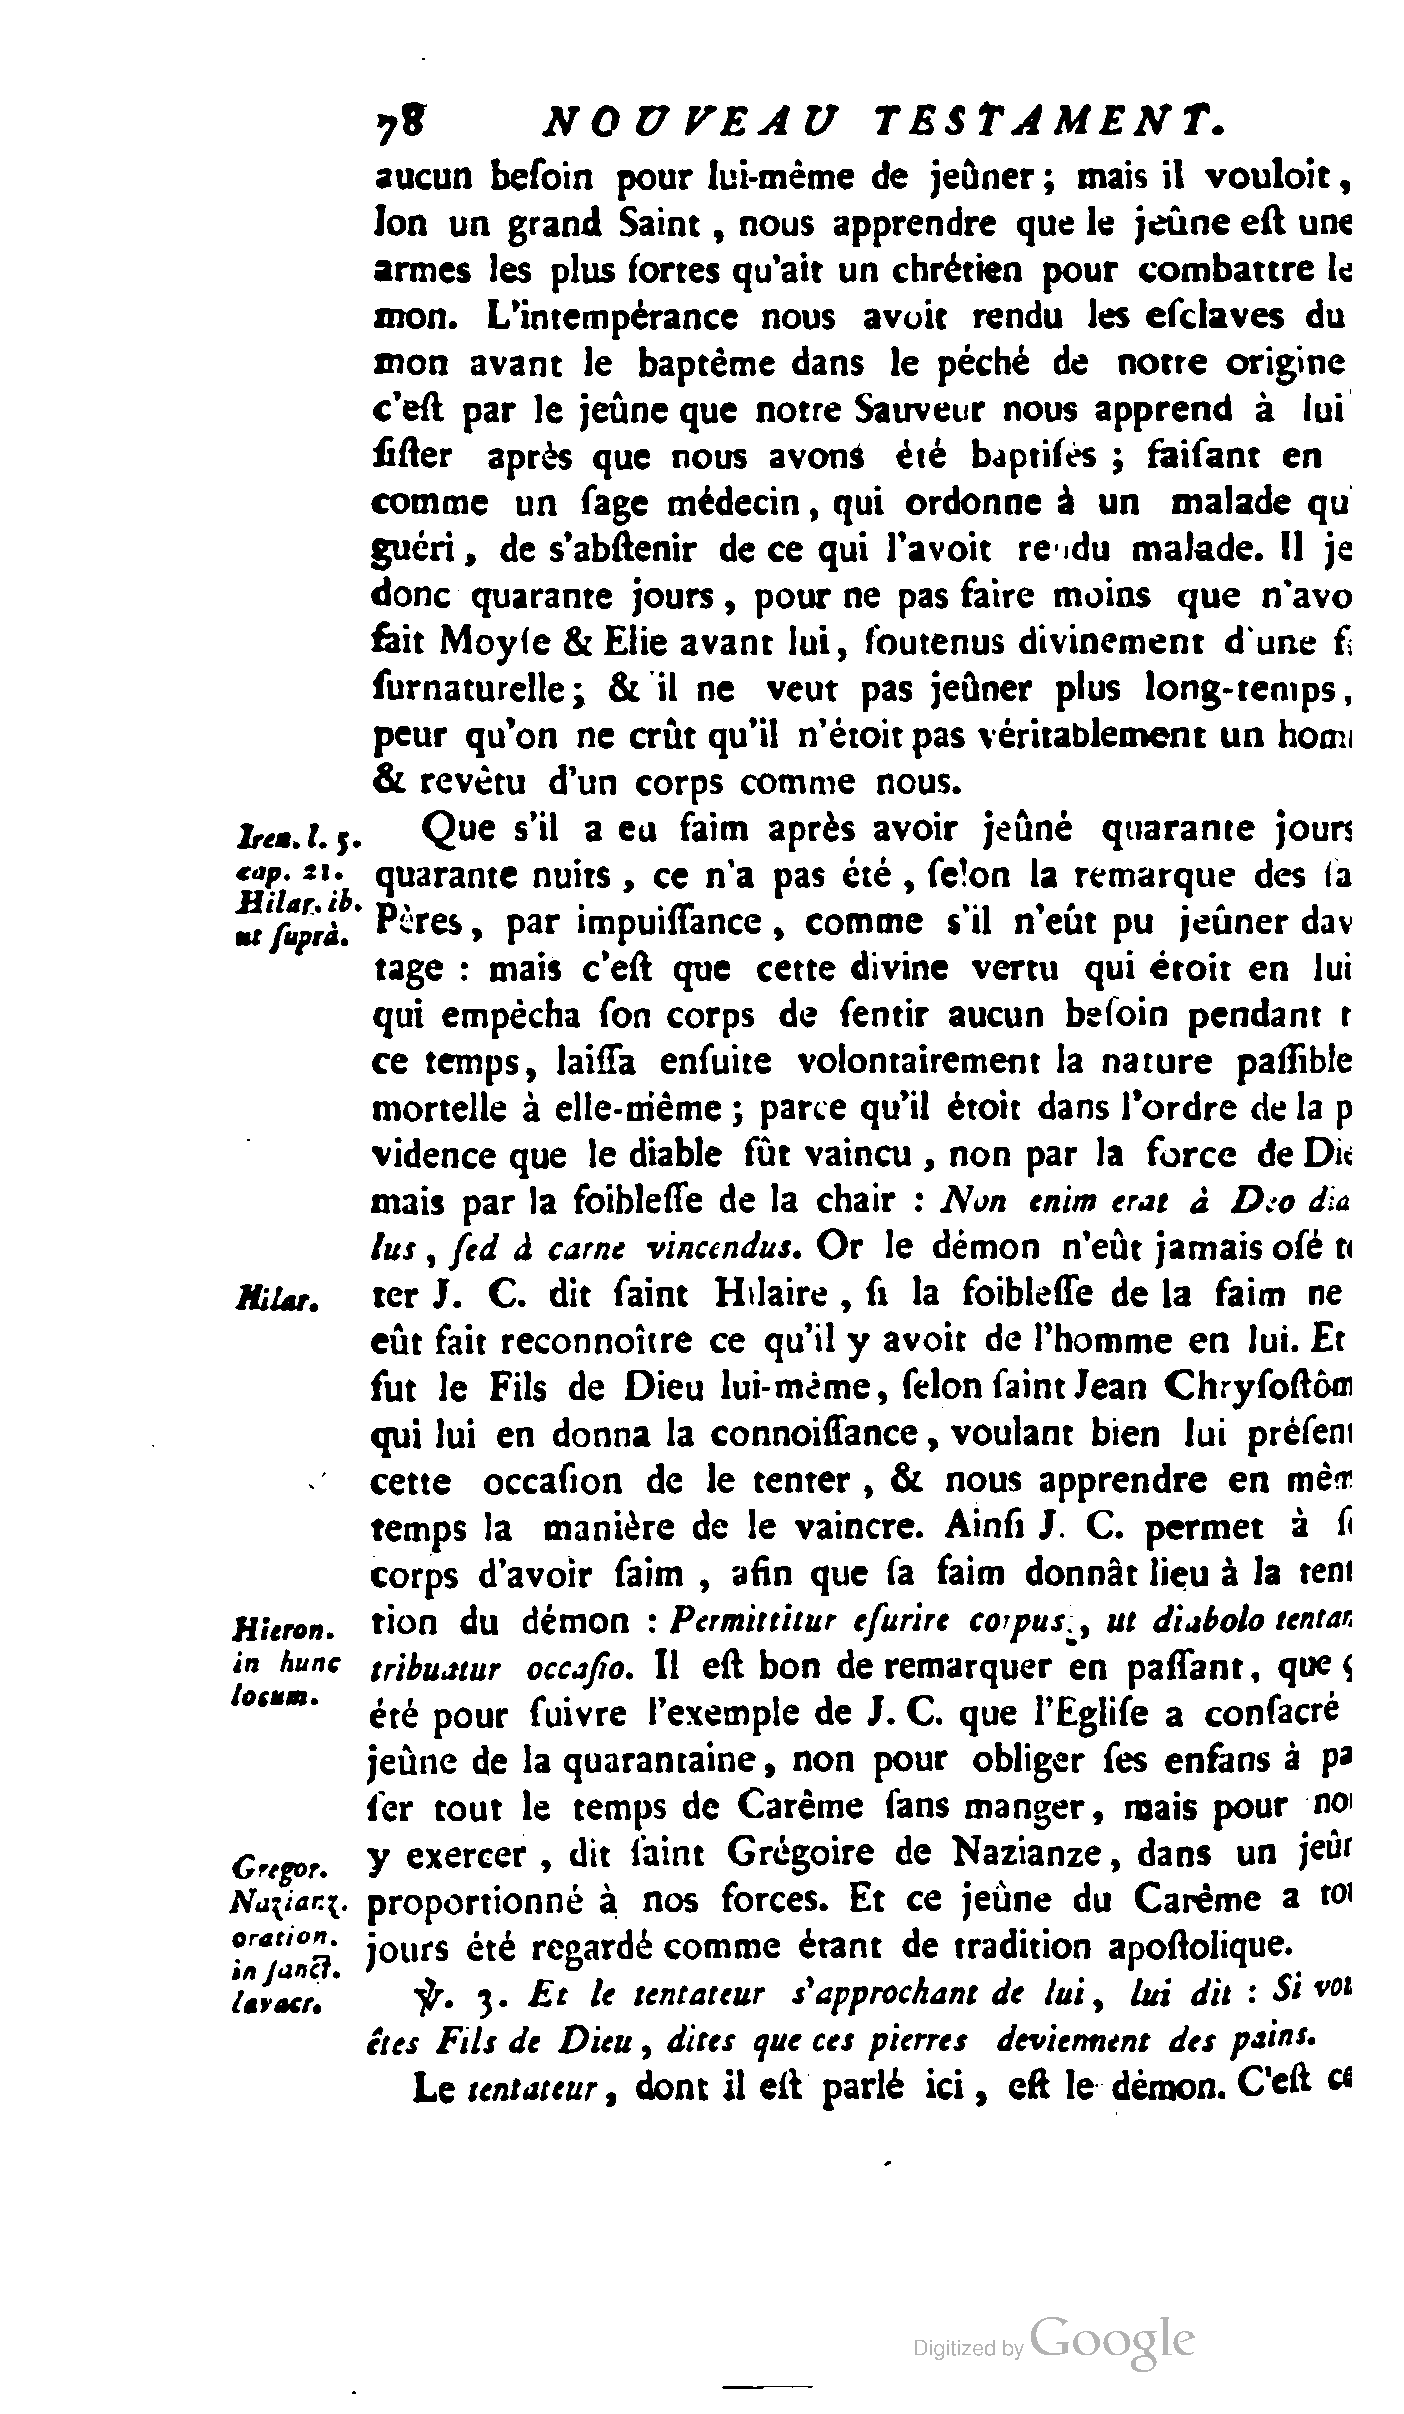 78 NOUVEAU TESTAMENT.
aucun beſoin pour lui-même de jeûner ; mais il vouloit,
lon un grand Saint , nous apprendre que le jeûne eſt une
armes les plus fortes qu'ait un chrétien pour combattre le
mon. L'intempérance nous avoit rendu les eſclaves du
mon avant le baptême dans le péché de notre origine
c'eſt par le jeûne que notre Sauveur nous apprend à lui
ſiſter après que nous avons été baptiſés ; faiſant en
comme un ſage médecin, qui ordonne à un malade qu'
guéri, de s'abſtenir de ce qui l'avoit rendu malade. Il je
donc quarante jours, pour ne pas faire moins que n'avo
fait Moyſe & Elie avant lui, ſoutenus divinement d'une f
ſurnaturelle; & il ne veut pas jeûner plus long-temps,
peur qu'on ne crût qu'il n'étoit pas véritablement un hom
& revêtu d'un corps comme nous.
Iren. l. 5.
cap. 21.
Hilar. ib.
ut ſuprà.
Que s'il a eu faim après avoir jeûné quarante jours
quarante nuits , ce n'a pas été , ſelon la remarque des ſa
Pères, par impuiſſance , comme s'il n'eût pu jeûner dav
tage : mais c'eſt que cette divine vertu qui étoit en lui
qui empêcha ſon corps de ſentir aucun beſoin pendant t
ce temps, laiſſa enſuite volontairement la nature paſſible
mortelle à elle-même ; parce qu'il étoit dans l'ordre de la p
vidence que le diable fût vaincu , non par la force de Die
mais par la foibleſſe de la chair : Non enim erat à Deo dia
lus , ſed à carne vincendus. Or le démon n'eût jamais oſé te
Hilar.
ter J. C. dit ſaint Hilaire , ſi la foibleſſe de la faim ne
eût fait reconnoître ce qu'il y avoit de l'homme en lui. Et
fut le Fils de Dieu lui-même, ſelon ſaint Jean Chryſoſtôm
qui lui en donna la connoiſſance, voulant bien lui préſent
cette occaſion de le tenter , & nous apprendre en mêm
temps la manière de le vaincre. Ainſi J. C. permet à ſ
corps d'avoir faim , afin que ſa faim donnât lieu à la tent
Hieron.
in hunc
locum.
tion du démon : Permittitur eſurire corpus, ut diabolo tentan
tribuatur occaſio. Il eſt bon de remarquer en paſſant, que ç
été pour ſuivre l'exemple de J. C. que l'Egliſe a conſacré
jeûne de la quarantaine, non pour obliger ſes enfans à pa
ſer tout le temps de Carême ſans manger, mais pour nou
Gregor.
Nazianz.
oration.
in ſanct.
lavacr.
y exercer , dit ſaint Grégoire de Nazianze, dans un jeûn
proportionné à nos forces. Et ce jeûne du Carême a tou
jours été regardé comme étant de tradition apoſtolique.
℣. 3. Et le tentateur s'approchant de lui, lui dit : Si vou
êtes Fils de Dieu , dites que ces pierres deviennent des pains.
Le tentateur, dont il eſt parlé ici, eſt le démon. C'eſt ce
Digitized by Google